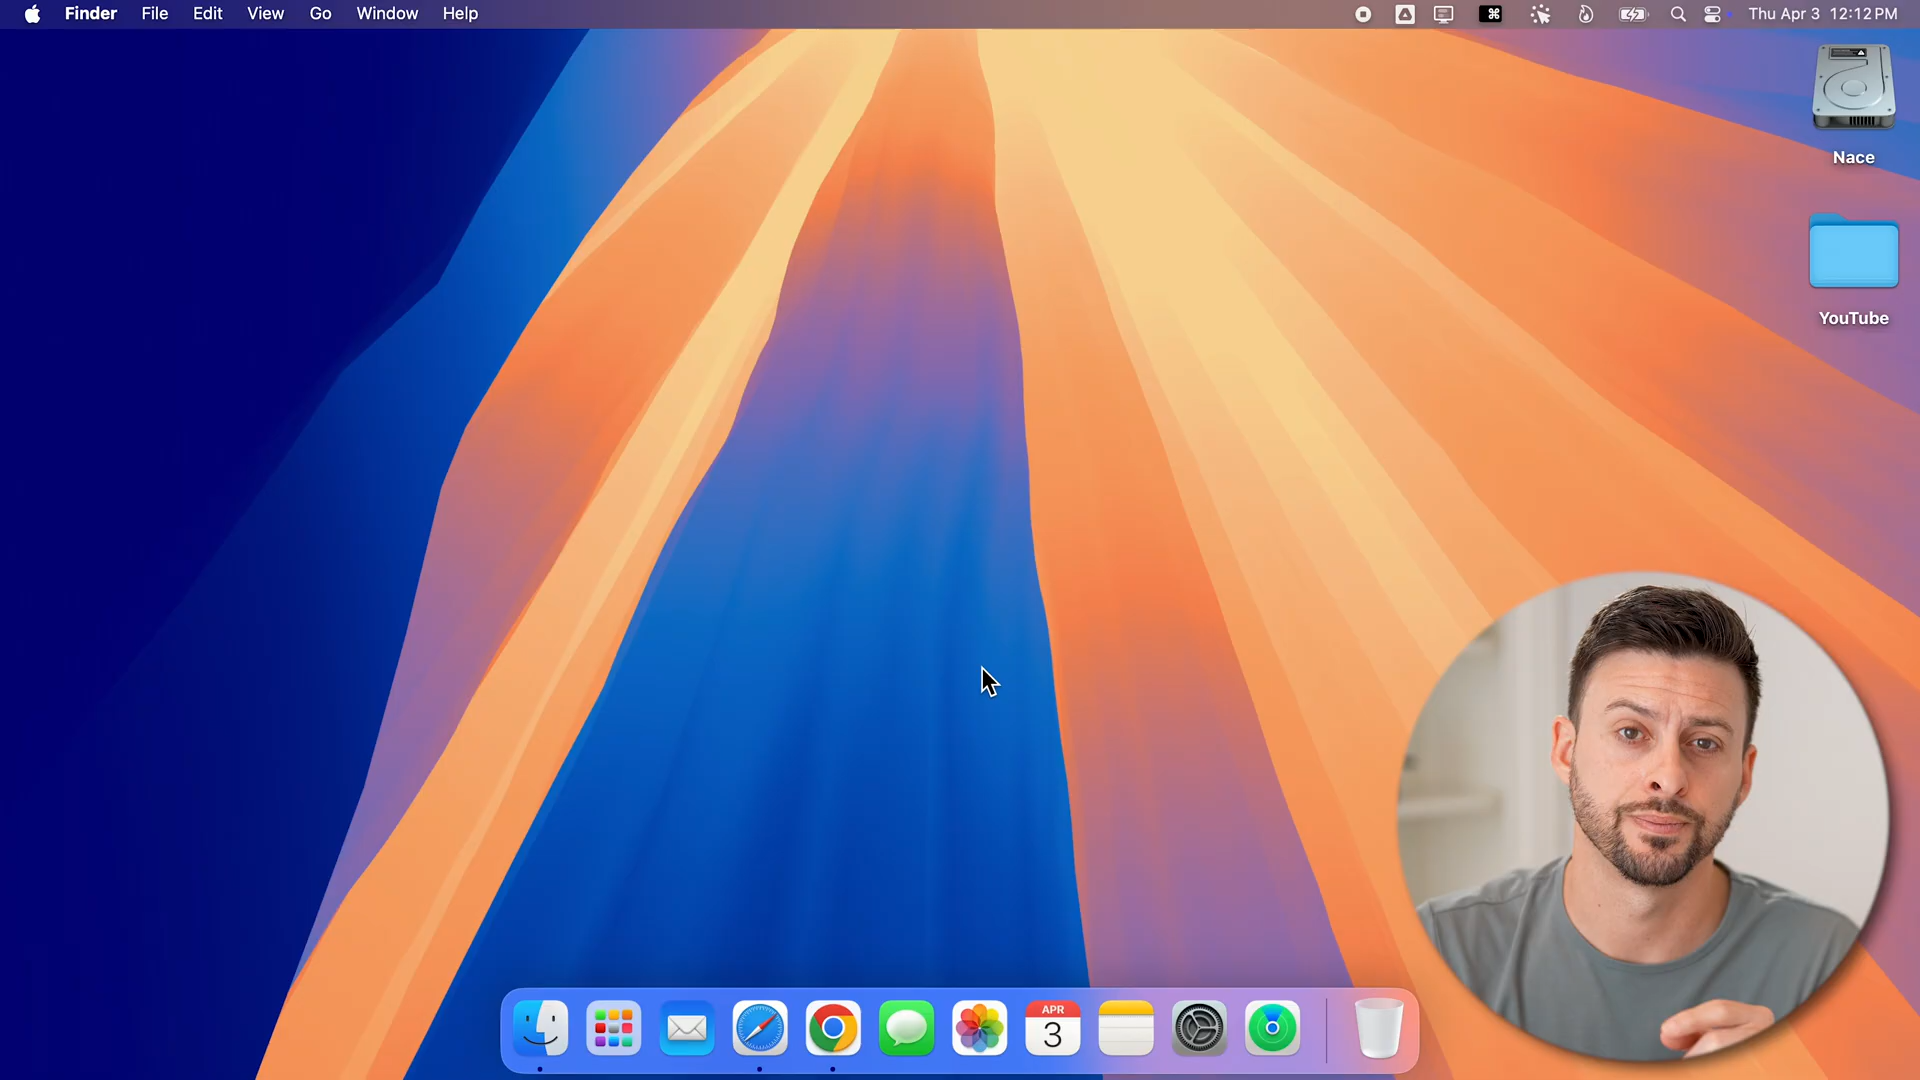 Finder File Edit View Go Window Help
Thu Apr 3 12:12 PM
Nace
YouTube
APR
3